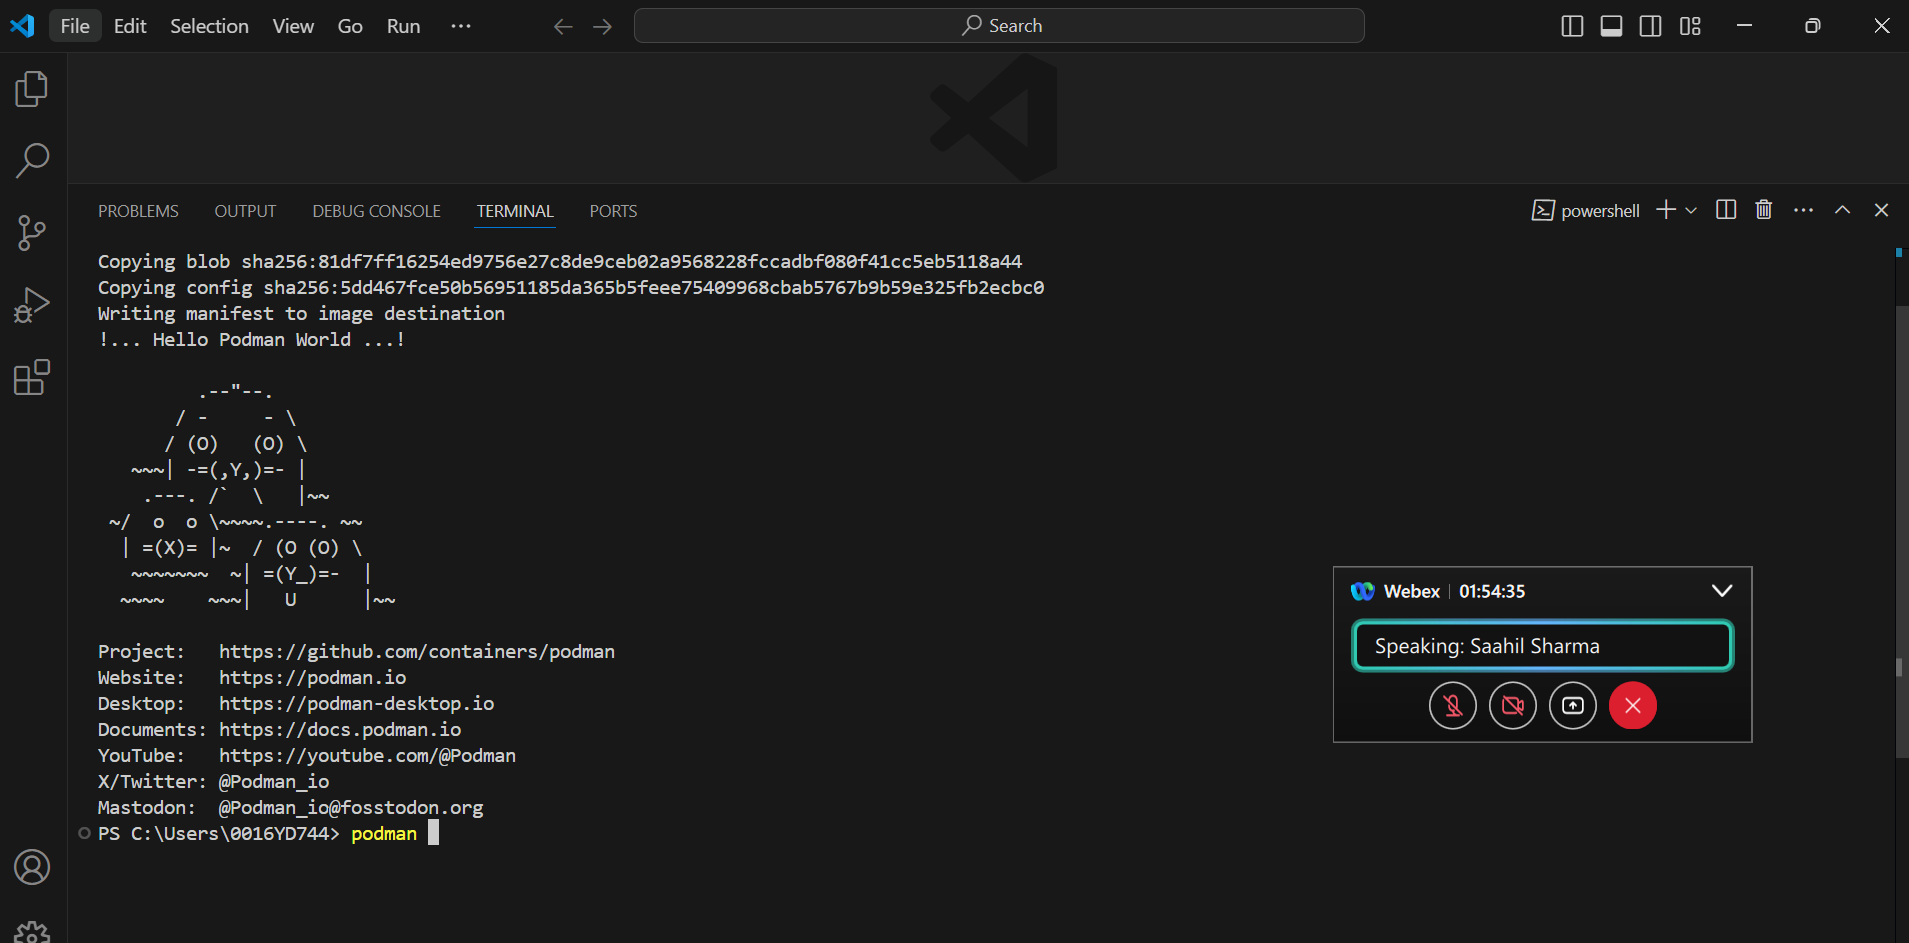 File Edit Selection View Go Run ...
Search
PROBLEMS OUTPUT DEBUG CONSOLE TERMINAL PORTS
powershell
Copying blob sha256:81df7ff16254ed9756e27c8de9ceb02a9568228fccadbf080f41cc5eb5118a44
Copying config sha256:5dd467fce50b56951185da365b5feee75409968cbab5767b9b59e325fb2ecbc0
Writing manifest to image destination
!... Hello Podman World ...!
         .--"--.
       / -     - \
      / (O)   (O) \
   ~~~| -=(,Y,)=- |
    .---. /`  \   |~~
 ~/  o  o \~~~~.----. ~~
  | =(X)= |~  / (O (O) \
   ~~~~~~~  ~| =(Y_)=-  |
  ~~~~    ~~~|   U      |~~
Project:   https://github.com/containers/podman
Website:   https://podman.io
Desktop:   https://podman-desktop.io
Documents: https://docs.podman.io
YouTube:   https://youtube.com/@Podman
X/Twitter: @Podman_io
Mastodon:  @Podman_io@fosstodon.org
PS C:\Users\0016YD744> podman
Webex | 01:54:35
Speaking: Saahil Sharma